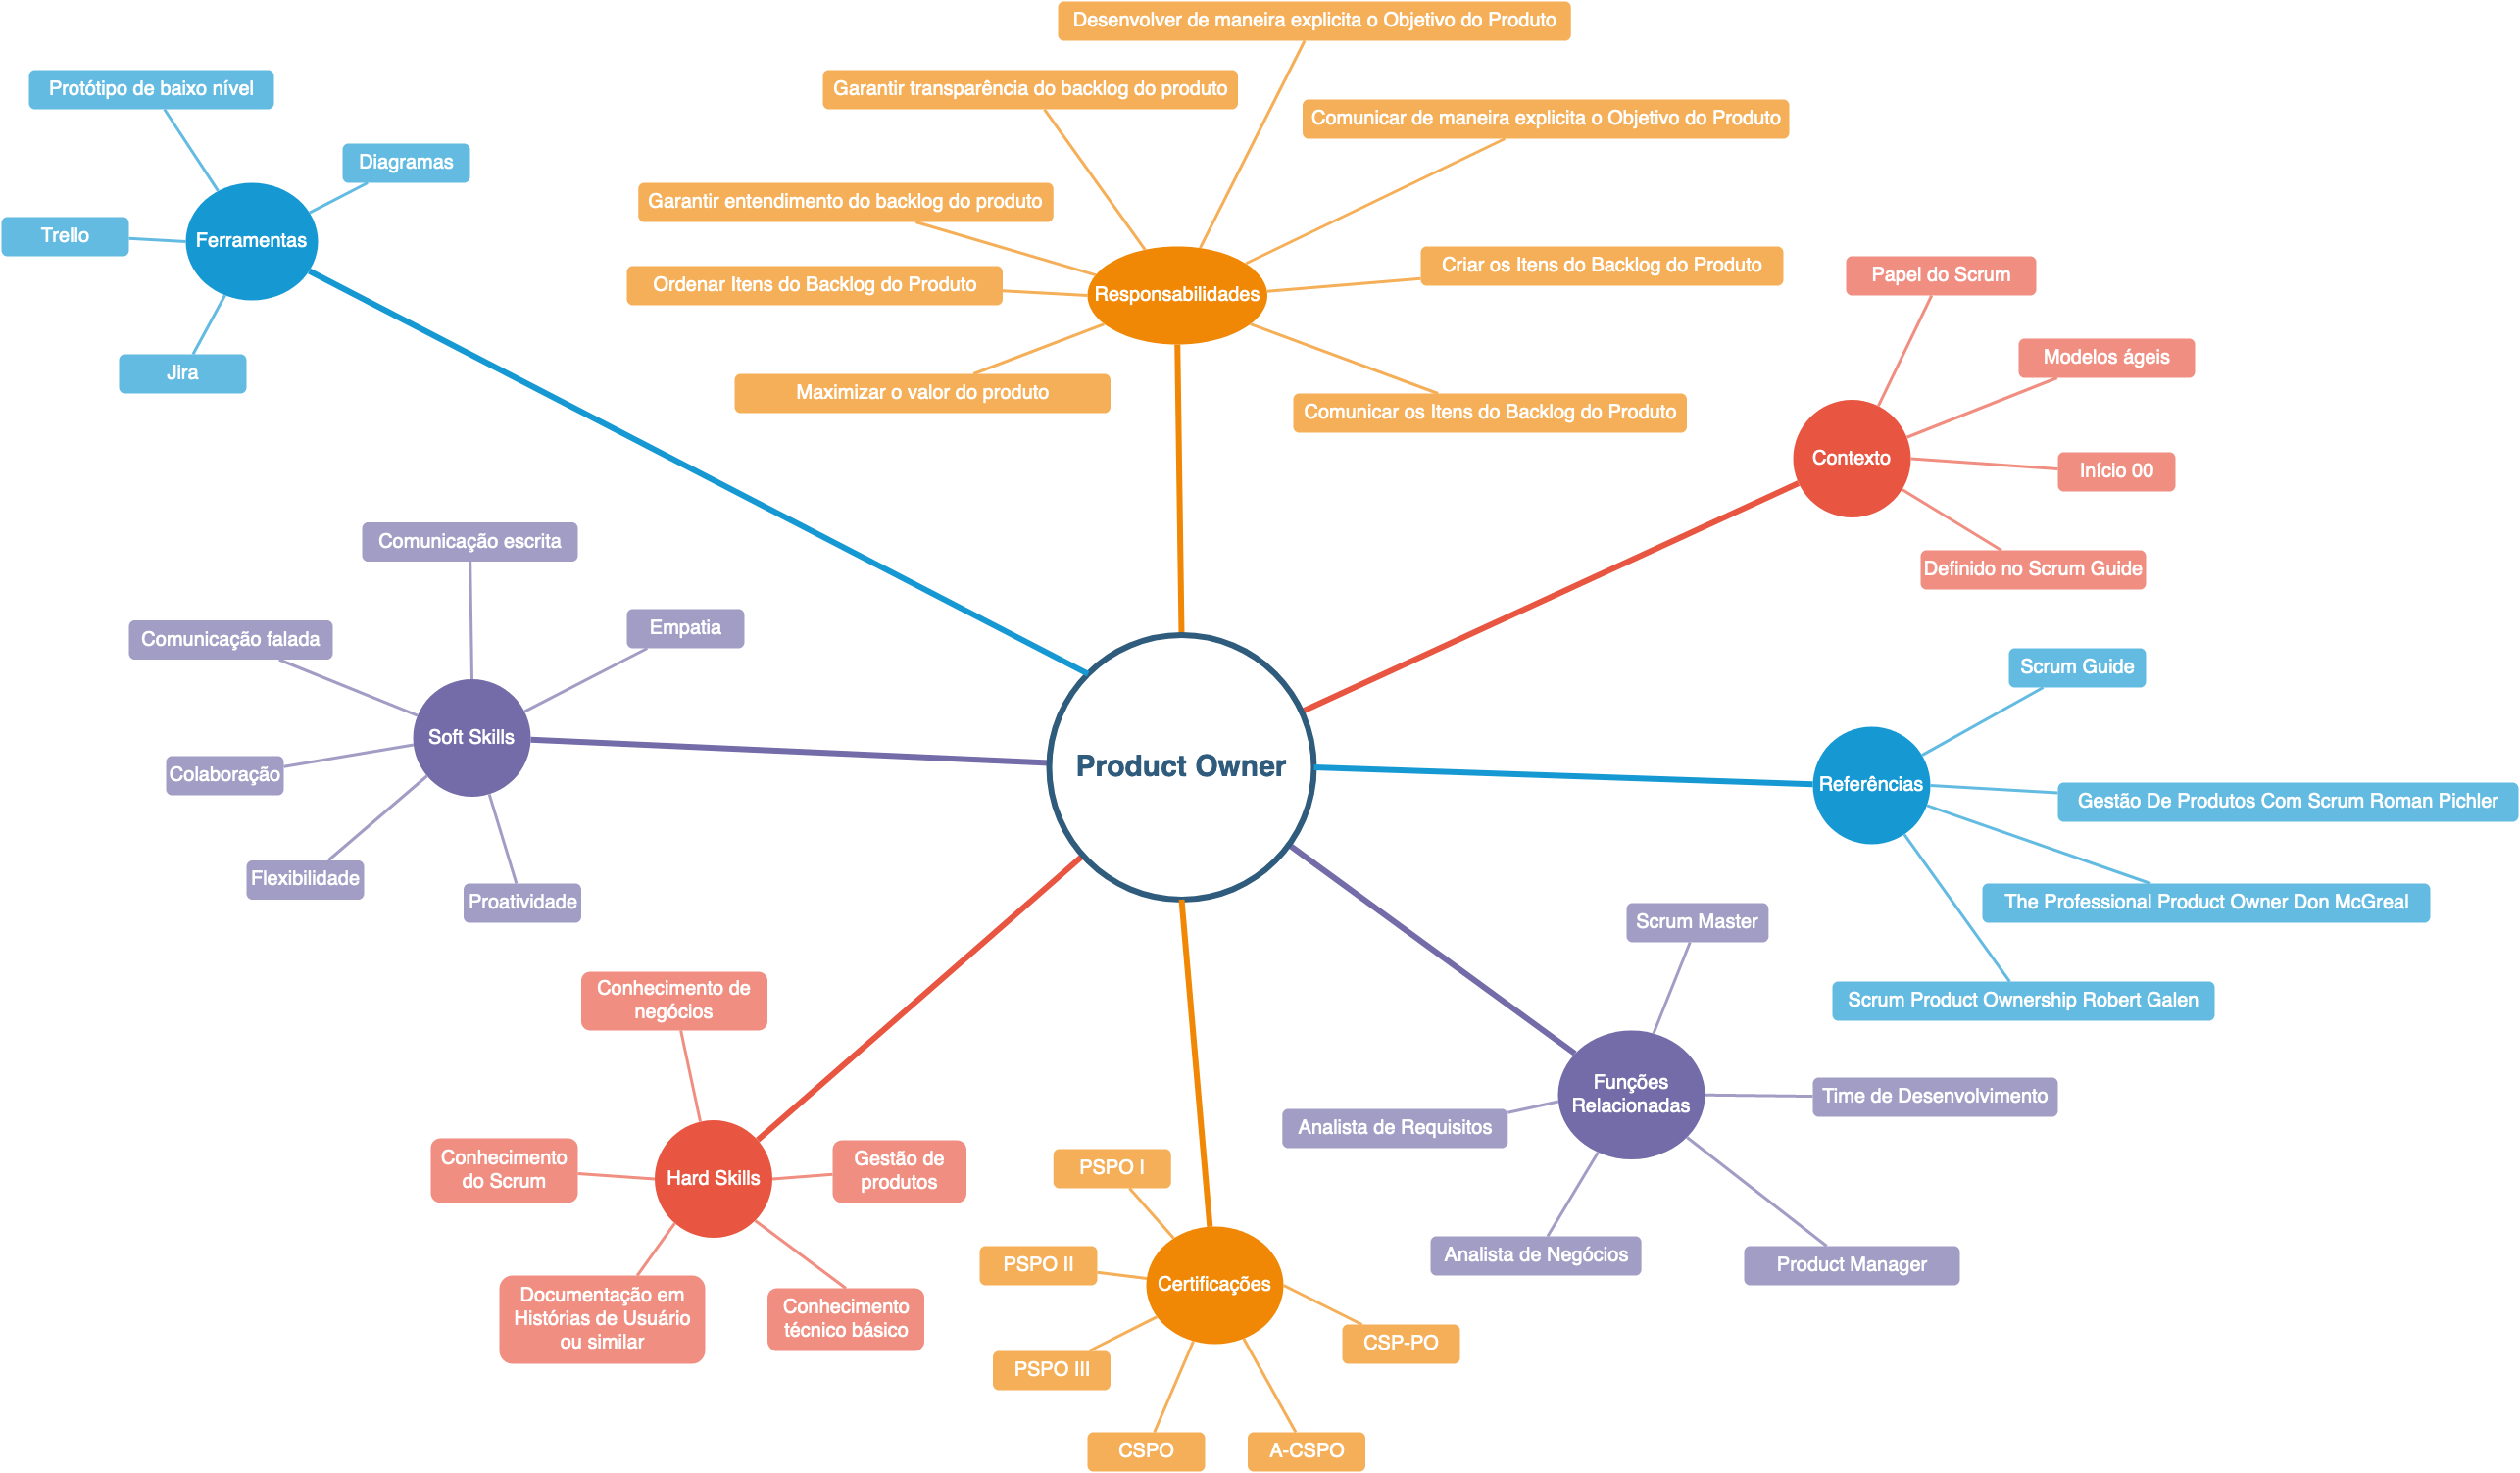 Product Owner
Ferramentas
Protótipo de baixo nível
Diagramas
Trello
Jira
Responsabilidades
Desenvolver de maneira explicita o Objetivo do Produto
Garantir transparência do backlog do produto
Comunicar de maneira explicita o Objetivo do Produto
Garantir entendimento do backlog do produto
Criar os Itens do Backlog do Produto
Ordenar Itens do Backlog do Produto
Maximizar o valor do produto
Comunicar os Itens do Backlog do Produto
Contexto
Papel do Scrum
Modelos ágeis
Início 00
Definido no Scrum Guide
Soft Skills
Comunicação escrita
Empatia
Comunicação falada
Colaboração
Flexibilidade
Proatividade
Referências
Scrum Guide
Gestão De Produtos Com Scrum Roman Pichler
The Professional Product Owner Don McGreal
Scrum Product Ownership Robert Galen
Funções
Relacionadas
Scrum Master
Time de Desenvolvimento
Analista de Requisitos
Analista de Negócios
Product Manager
Hard Skills
Conhecimento de
negócios
Conhecimento
do Scrum
Gestão de
produtos
Documentação em
Histórias de Usuário
ou similar
Conhecimento
técnico básico
Certificações
PSPO I
PSPO II
PSPO III
CSPO
A-CSPO
CSP-PO